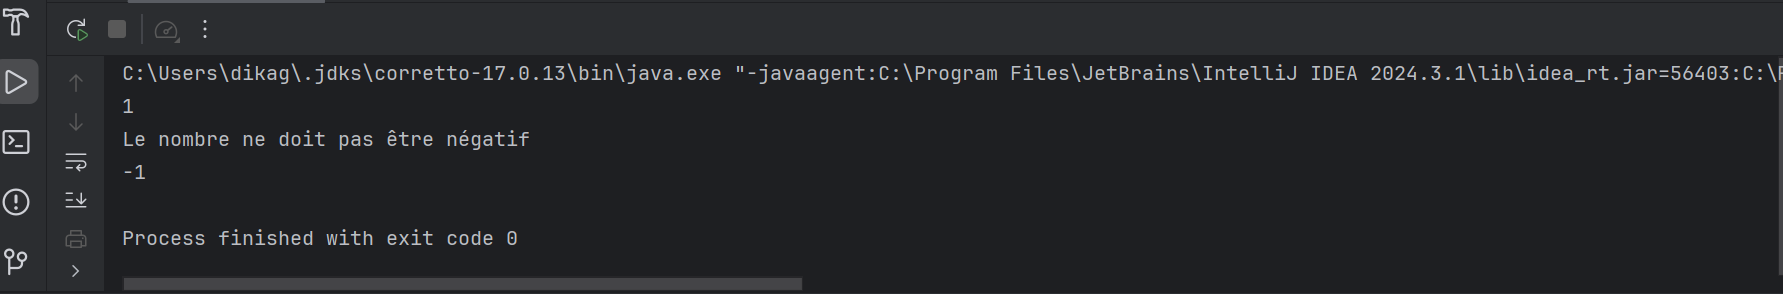 C:\Users\dikag\.jdks\corretto-17.0.13\bin\java.exe "-javaagent:C:\Program Files\JetBrains\IntelliJ IDEA 2024.3.1\lib\idea_rt.jar=56403:C:\
1
Le nombre ne doit pas être négatif
-1
Process finished with exit code 0